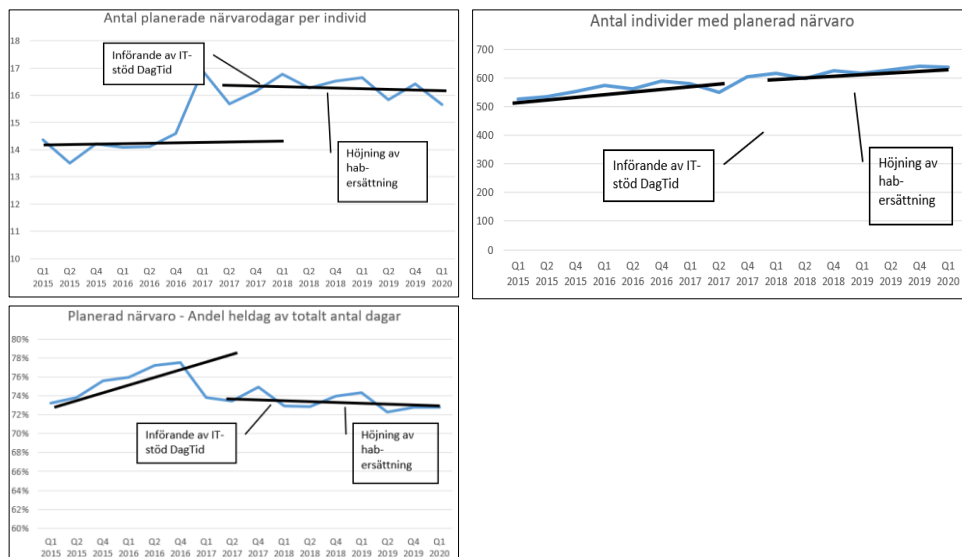 Antal planerade närvarodagar per individ
18
17
16
15
14
13
12
11
10
Införande av IT-
stöd DagTid
Höjning av
hab-
ersättning
Q1 Q2 Q4 Q1 Q2 Q4 Q1 Q2 Q4 Q1 Q2 Q4 Q1 Q2 Q4 Q1
2015 2015 2015 2016 2016 2016 2017 2017 2017 2018 2018 2018 2019 2019 2019 2020
Antal individer med planerad närvaro
700
600
500
400
300
200
100
0
Införande av IT-
stöd DagTid
Höjning av
hab-
ersättning
Q1 Q2 Q4 Q1 Q2 Q4 Q1 Q2 Q4 Q1 Q2 Q4 Q1 Q2 Q4 Q1
2015 2015 2015 2016 2016 2016 2017 2017 2017 2018 2018 2018 2019 2019 2019 2020
Planerad närvaro - Andel heldag av totalt antal dagar
80%
78%
76%
74%
72%
70%
68%
66%
64%
62%
60%
Införande av IT-
stöd DagTid
Höjning av
hab-
ersättning
Q1 Q2 Q4 Q1 Q2 Q4 Q1 Q2 Q4 Q1 Q2 Q4 Q1 Q2 Q4 Q1
2015 2015 2015 2016 2016 2016 2017 2017 2017 2018 2018 2018 2019 2019 2019 2020